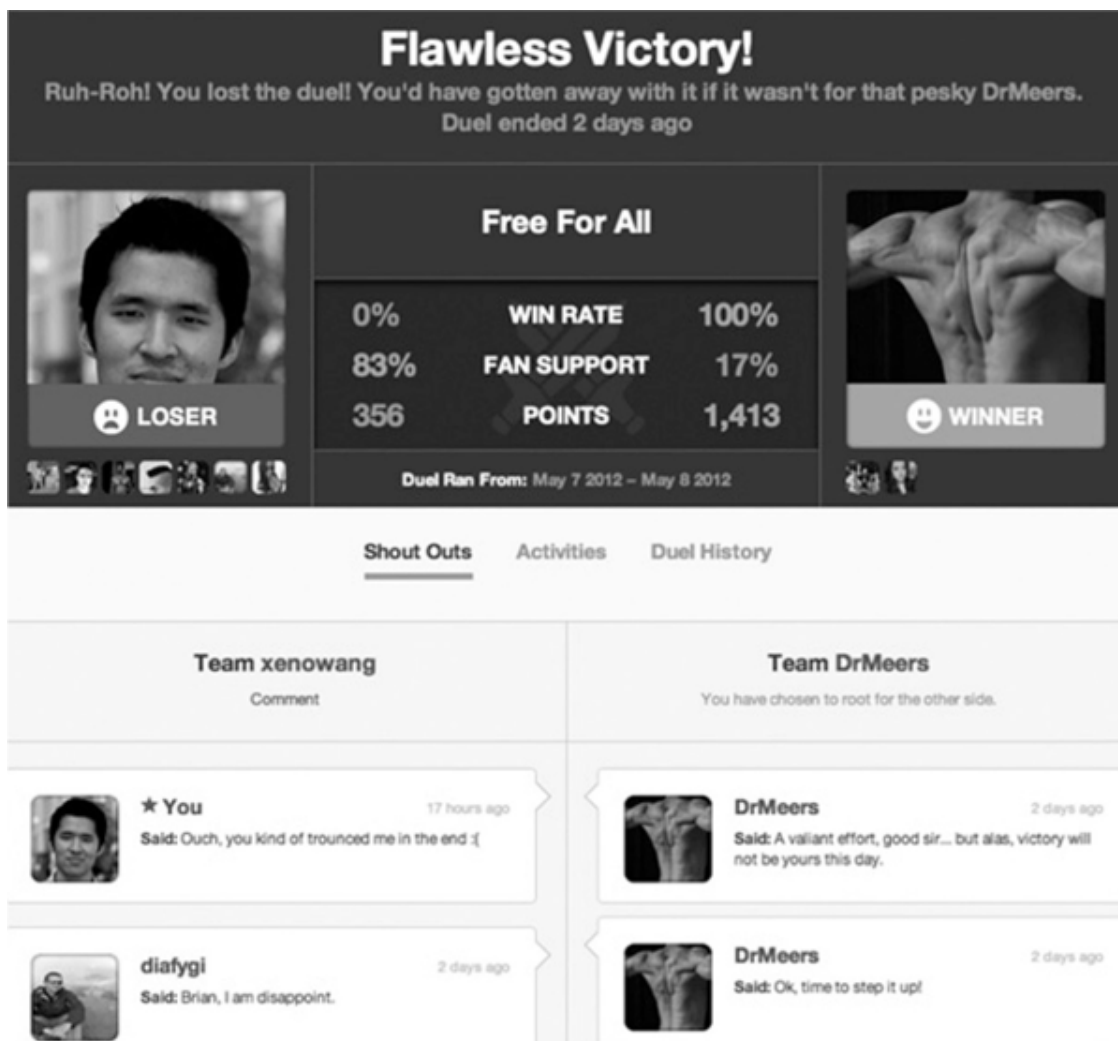 Flawless Victory!
Ruh-Roh! You lost the duel! You'd have gotten away with it if it wasn't for that pesky DrMeers.
Duel ended 2 days ago
Free For All
0% WIN RATE 100%
83% FAN SUPPORT 17%
356 POINTS 1,413
LOSER
WINNER
Duel Ran From: May 7 2012 – May 8 2012
Shout Outs Activities Duel History
Team xenowang
Comment
Team DrMeers
You have chosen to root for the other side.
You 17 hours ago
Said: Ouch, you kind of trounced me in the end :(
DrMeers 2 days ago
Said: A valiant effort, good sir... but alas, victory will
not be yours this day.
diafygi 2 days ago
Said: Brian, I am disappoint.
DrMeers 2 days ago
Said: Ok, time to step it up!